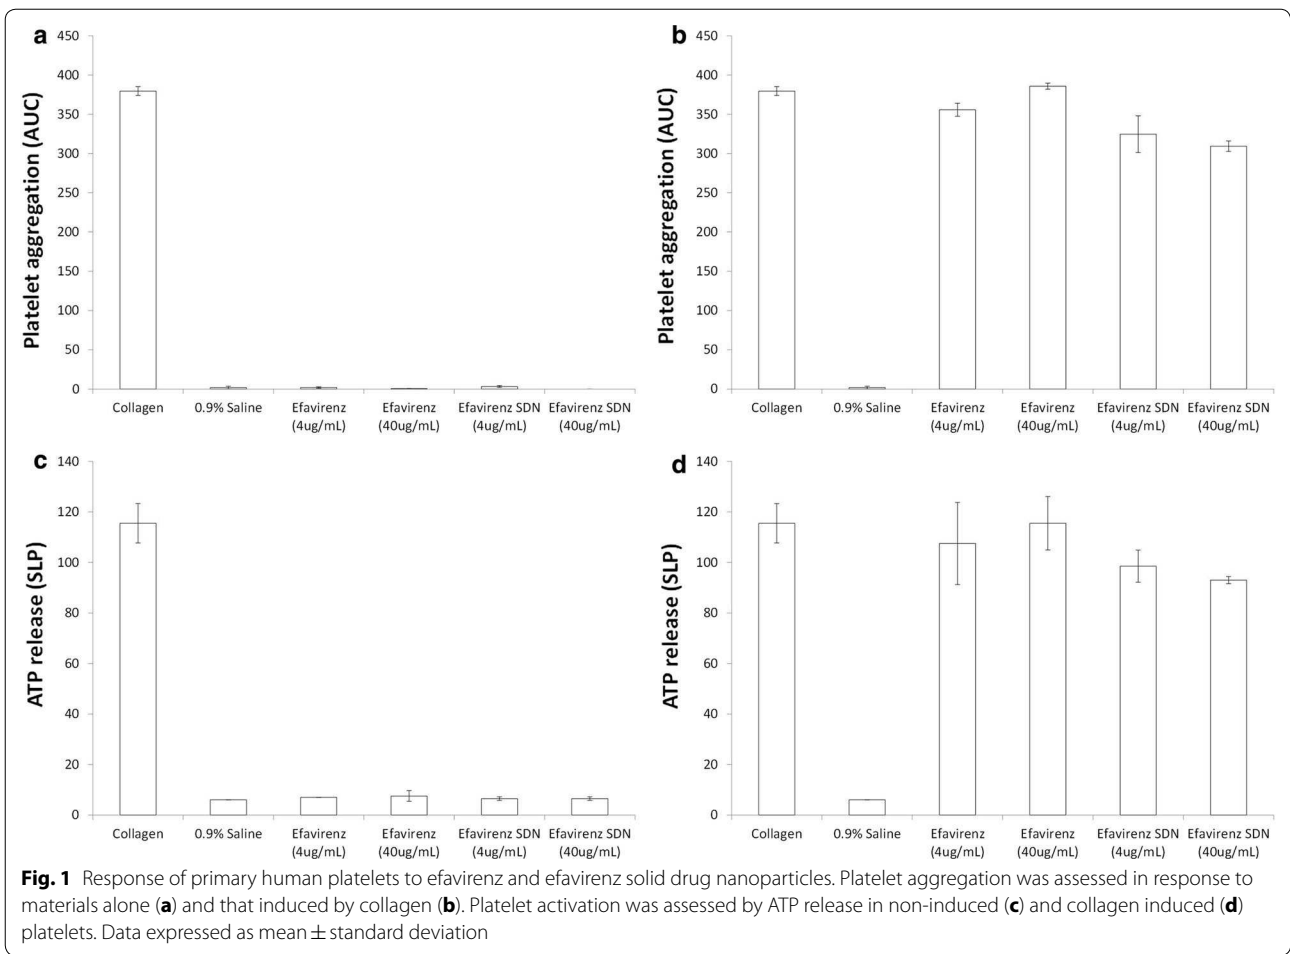 a
450
400
350
300
250
200
150
100
50
0
Platelet aggregation (AUC)
Collagen 0.9% Saline Efavirenz Efavirenz Efavirenz SDN Efavirenz SDN
(4ug/mL) (40ug/mL) (4ug/mL) (40ug/mL)
b
450
400
350
300
250
200
150
100
50
0
Platelet aggregation (AUC)
Collagen 0.9% Saline Efavirenz Efavirenz Efavirenz SDN Efavirenz SDN
(4ug/mL) (40ug/mL) (4ug/mL) (40ug/mL)
c
140
120
100
80
60
40
20
0
ATP release (SLP)
Collagen 0.9% Saline Efavirenz Efavirenz Efavirenz SDN Efavirenz SDN
(4ug/mL) (40ug/mL) (4ug/mL) (40ug/mL)
d
140
120
100
80
60
40
20
0
ATP release (SLP)
Collagen 0.9% Saline Efavirenz Efavirenz Efavirenz SDN Efavirenz SDN
(4ug/mL) (40ug/mL) (4ug/mL) (40ug/mL)
Fig. 1 Response of primary human platelets to efavirenz and efavirenz solid drug nanoparticles. Platelet aggregation was assessed in response to
materials alone (a) and that induced by collagen (b). Platelet activation was assessed by ATP release in non-induced (c) and collagen induced (d)
platelets. Data expressed as mean ± standard deviation